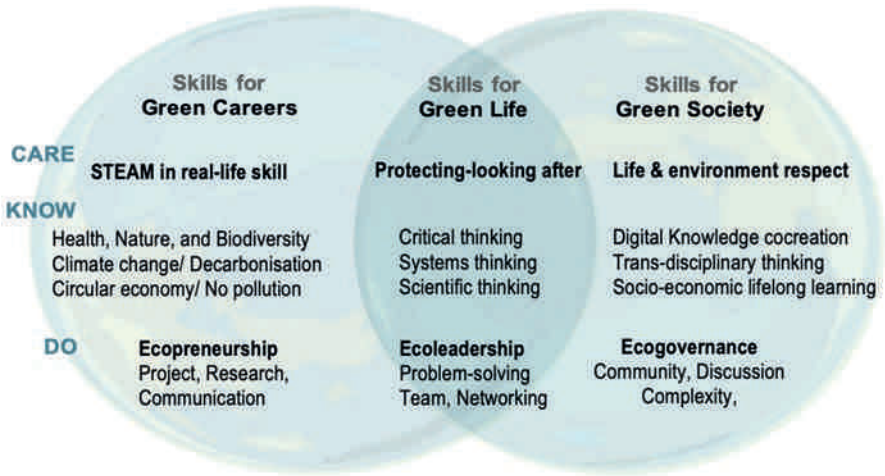 Skills for Green Careers
Skills for Green Life
Skills for Green Society
CARE
STEAM in real-life skill
Protecting-looking after
Life & environment respect
KNOW
Health, Nature, and Biodiversity
Climate change/ Decarbonisation
Circular economy/ No pollution
Critical thinking
Systems thinking
Scientific thinking
Digital Knowledge cocreation
Trans-disciplinary thinking
Socio-economic lifelong learning
DO
Ecopreneurship
Project, Research,
Communication
Ecoleadership
Problem-solving
Team, Networking
Ecogovernance
Community, Discussion
Complexity,